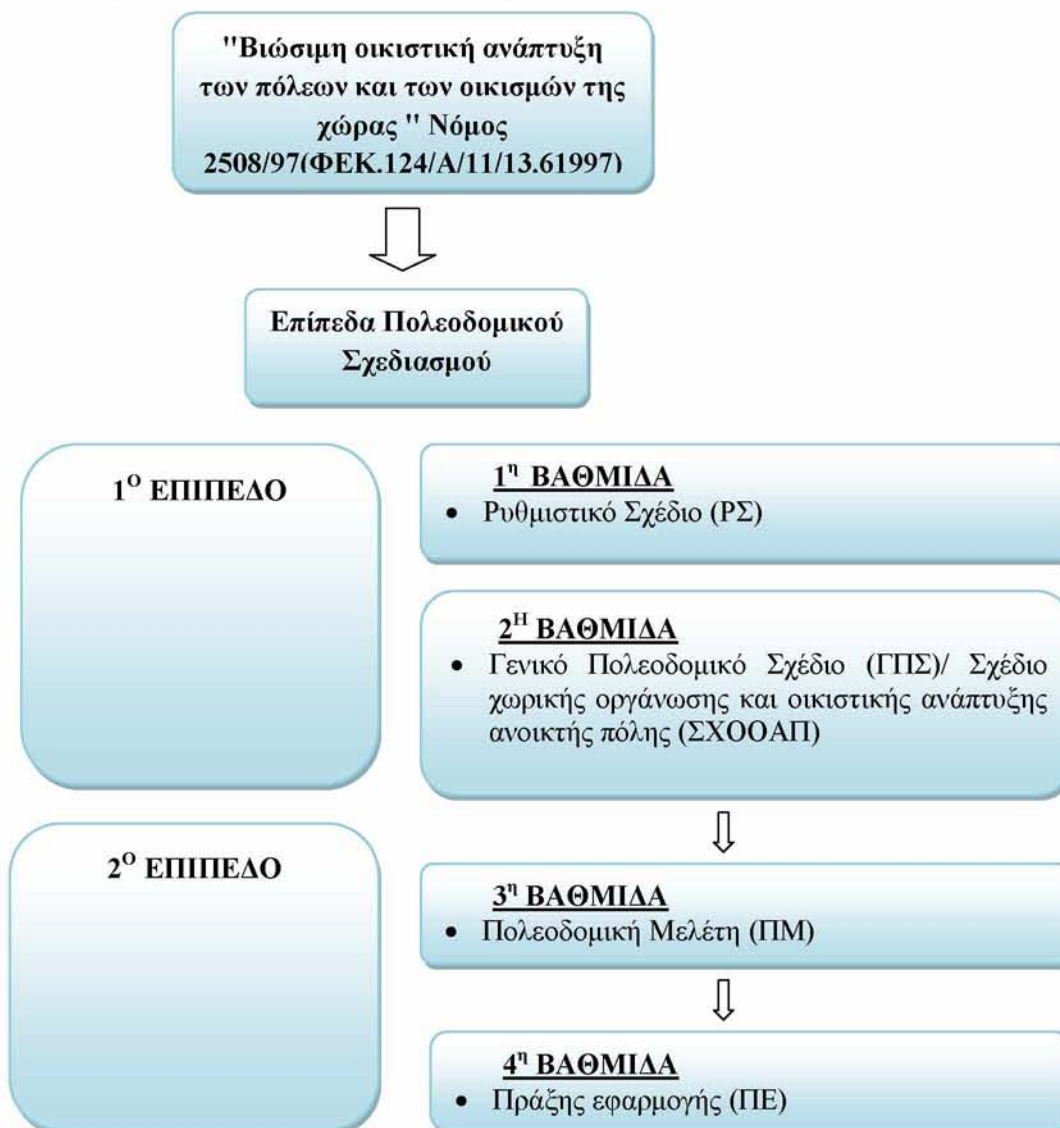 "Βιώσιμη οικιστική ανάπτυξη
των πόλεων και των οικισμών της
χώρας " Νόμος
2508/97(ΦΕΚ.124/Α/11/13.61997)
Επίπεδα Πολεοδομικού
Σχεδιασμού
1Ο ΕΠΙΠΕΔΟ
1η ΒΑΘΜΙΔΑ
• Ρυθμιστικό Σχέδιο (ΡΣ)
2Η ΒΑΘΜΙΔΑ
• Γενικό Πολεοδομικό Σχέδιο (ΓΠΣ)/ Σχέδιο
χωρικής οργάνωσης και οικιστικής ανάπτυξης
ανοικτής πόλης (ΣΧΟΟΑΠ)
2Ο ΕΠΙΠΕΔΟ
3η ΒΑΘΜΙΔΑ
• Πολεοδομική Μελέτη (ΠΜ)
4η ΒΑΘΜΙΔΑ
• Πράξης εφαρμογής (ΠΕ)